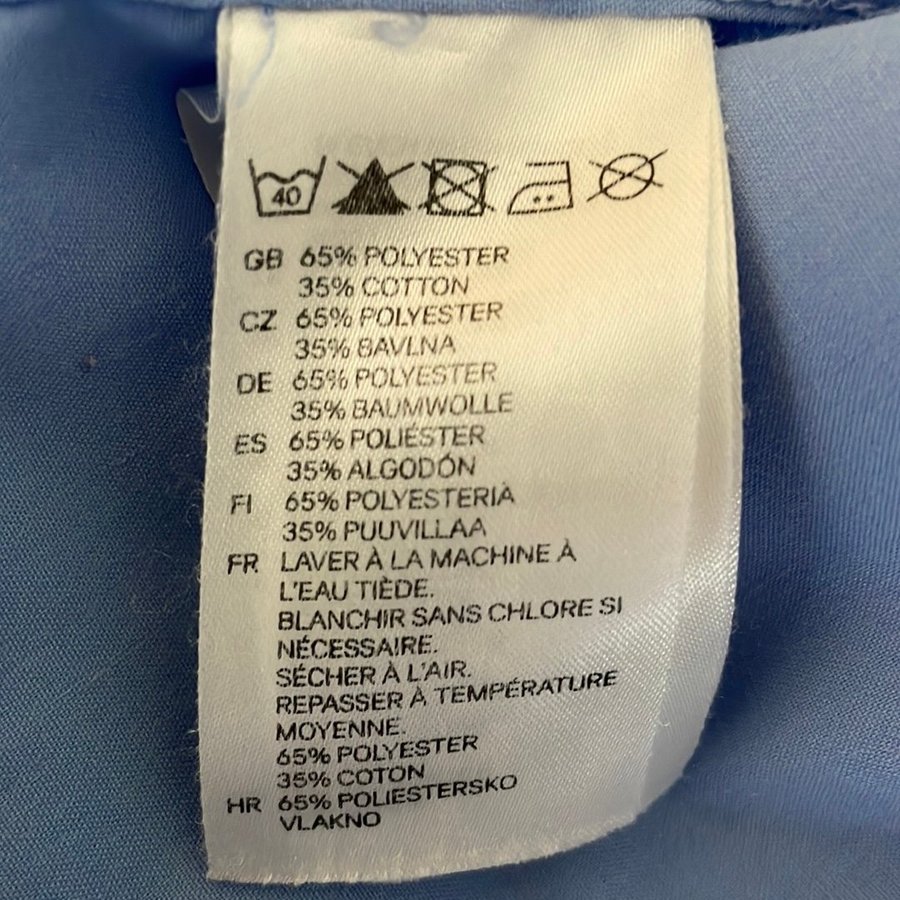 40
GB 65% POLYESTER
35% COTTON
CZ 65% POLYESTER
35% BAVLNA
DE 65% POLYESTER
35% BAUMWOLLE
ES 65% POLIÉSTER
35% ALGODÓN
FI 65% POLYESTERIÄ
35% PUUVILLAA
FR LAVER À LA MACHINE À
L'EAU TIÈDE.
BLANCHIR SANS CHLORE SI
NÉCESSAIRE.
SÉCHER À L'AIR.
REPASSER À TEMPÉRATURE
MOYENNE.
65% POLYESTER
35% COTON
HR 65% POLIESTERSKO
VLAKNO